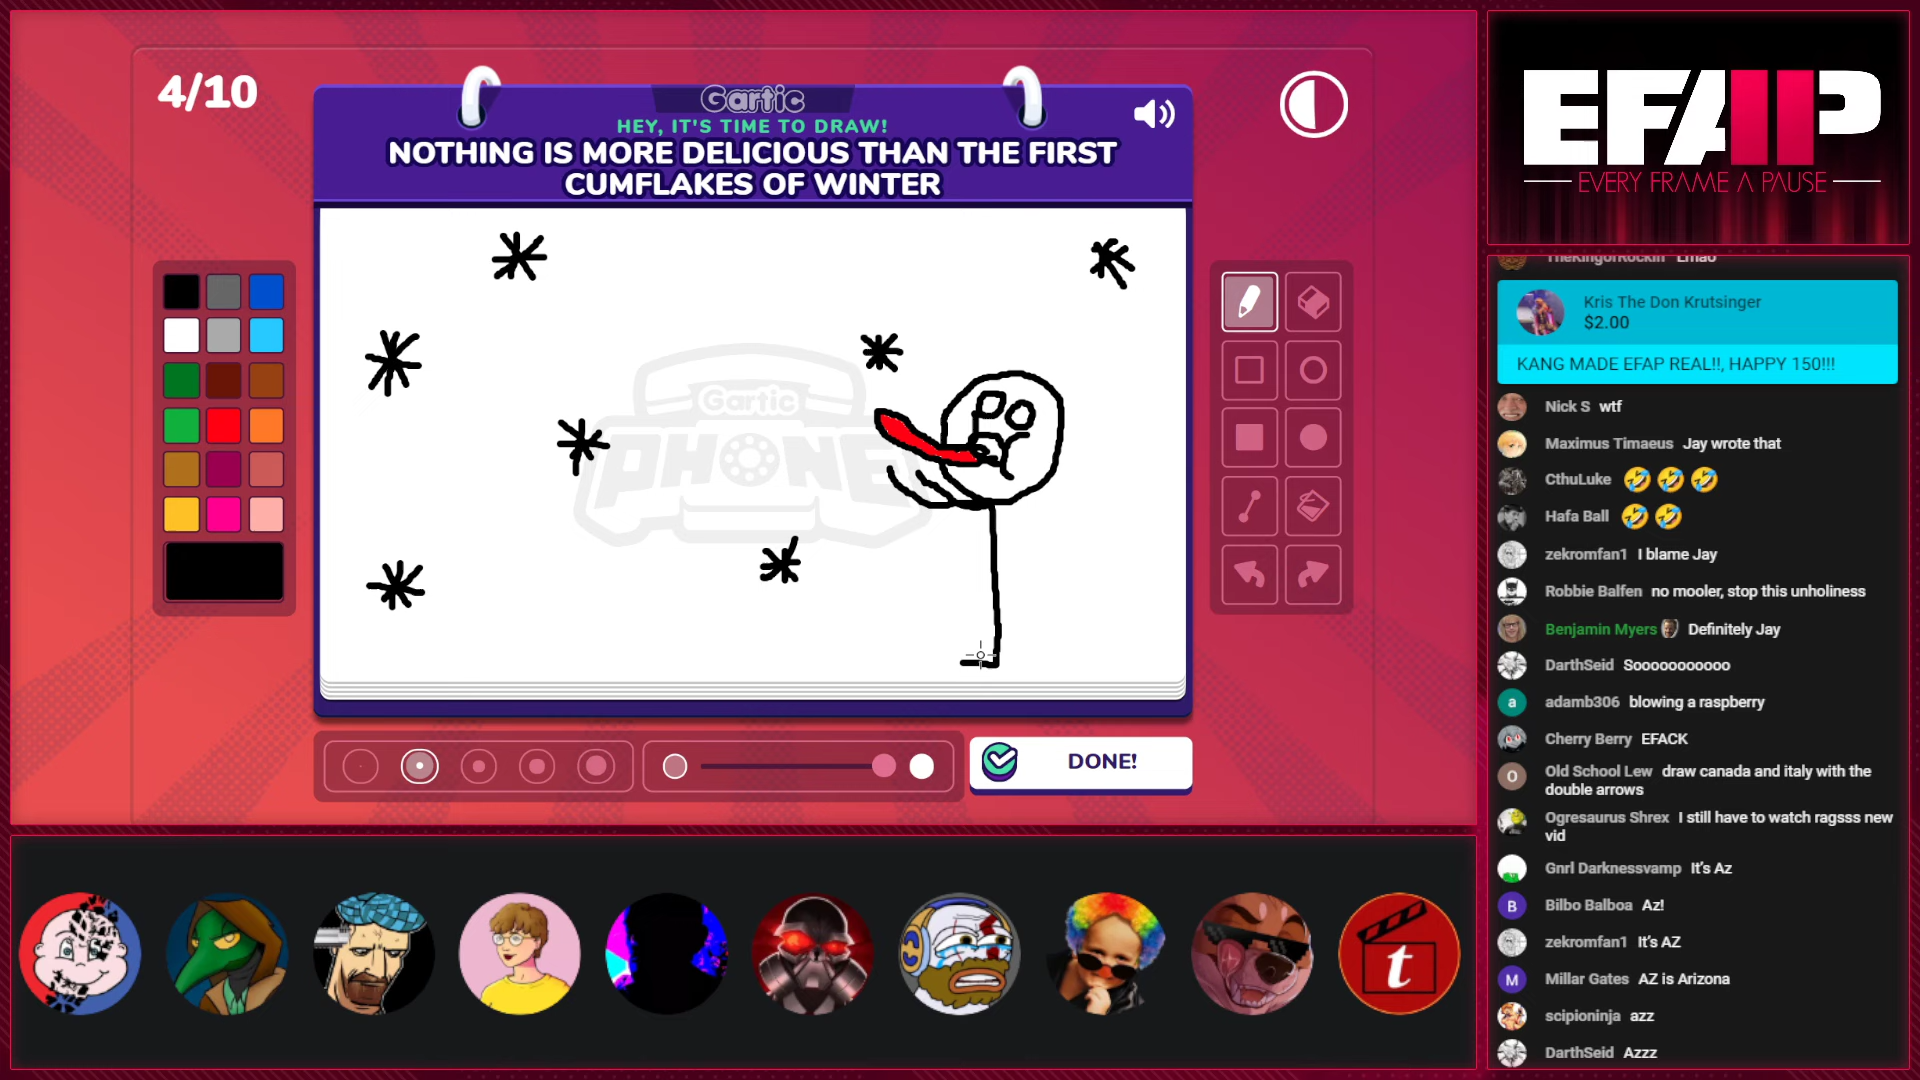 4/10
Gartic
HEY, IT'S TIME TO DRAW!
NOTHING IS MORE DELICIOUS THAN THE FIRST
CUMFLAKES OF WINTER
Gartic
PHONE
DONE!
EFAP
EVERY FRAME A PAUSE
TheKingofRockin Lmao
Kris The Don Krutsinger
$2.00
KANG MADE EFAP REAL!!, HAPPY 150!!!
Nick S wtf
Maximus Timaeus Jay wrote that
CthuLuke 🤣🤣🤣
Hafa Ball 🤣🤣
zekromfan1 I blame Jay
Robbie Balfen no mooler, stop this unholiness
Benjamin Myers Definitely Jay
DarthSeid Sooooooooooo
a adamb306 blowing a raspberry
Cherry Berry EFACK
O Old School Lew draw canada and italy with the
double arrows
Ogresaurus Shrex I still have to watch ragsss new
vid
Gnrl Darknessvamp It's Az
B Bilbo Balboa Az!
zekromfan1 It's AZ
M Millar Gates AZ is Arizona
scipioninja azz
DarthSeid Azzz
t